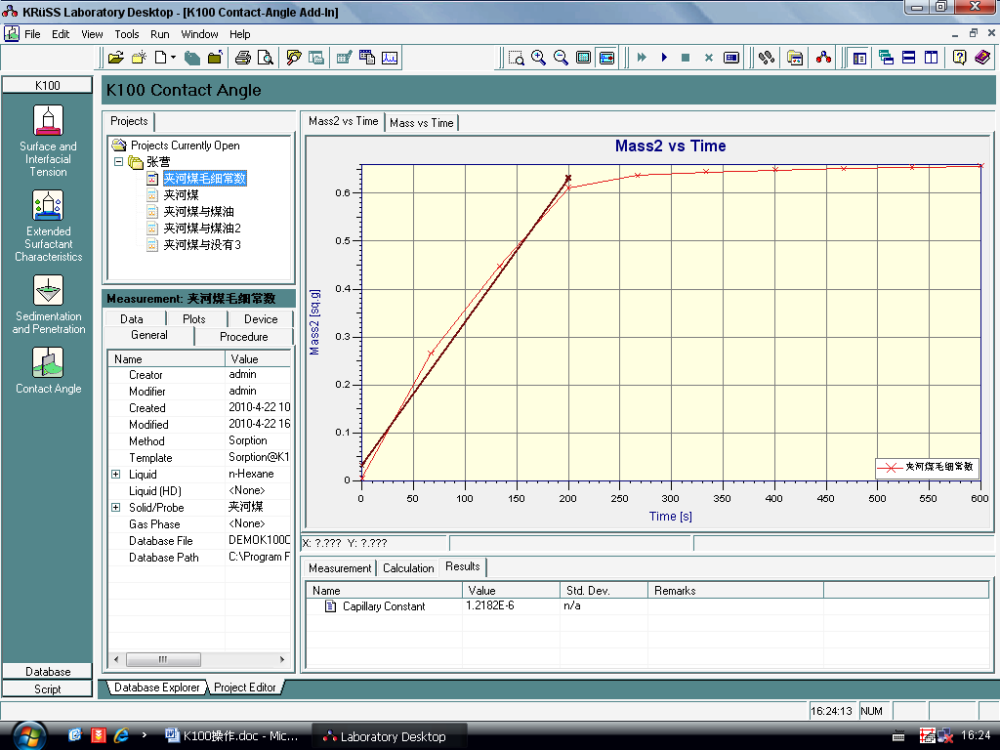 KRüSS Laboratory Desktop - [K100 Contact-Angle Add-In]
File Edit View Tools Run Window Help
K100
Surface and
Interfacial
Tension
Extended
Surfactant
Characteristics
Sedimentation
and Penetration
Contact Angle
Database
Script
K100 Contact Angle
Projects
Projects Currently Open
张营
夹河煤毛细常数
夹河煤
夹河煤与煤油
夹河煤与煤油2
夹河煤与没有3
Measurement: 夹河煤毛细常数
Data Plots Device
General Procedure
Name Value
Creator admin
Modifier admin
Created 2010-4-22 10
Modified 2010-4-22 16
Method Sorption
Template Sorption@K1
Liquid n-Hexane
Liquid (HD) <None>
Solid/Probe 夹河煤
Gas Phase <None>
Database File DEMOK100C
Database Path C:\Program F
Database Explorer Project Editor
Mass2 vs Time Mass vs Time
Mass2 vs Time
Mass2 [sq.g]
0.6
0.5
0.4
0.3
0.2
0.1
0
0 50 100 150 200 250 300 350 400 450 500 550 600
Time [s]
夹河煤毛细常数
X: ?.??? Y: ?.???
Measurement Calculation Results
Name Value Std. Dev. Remarks
Capillary Constant 1.2182E-6 n/a
16:24:13 NUM
K100操作.doc - Mic... Laboratory Desktop 16:24